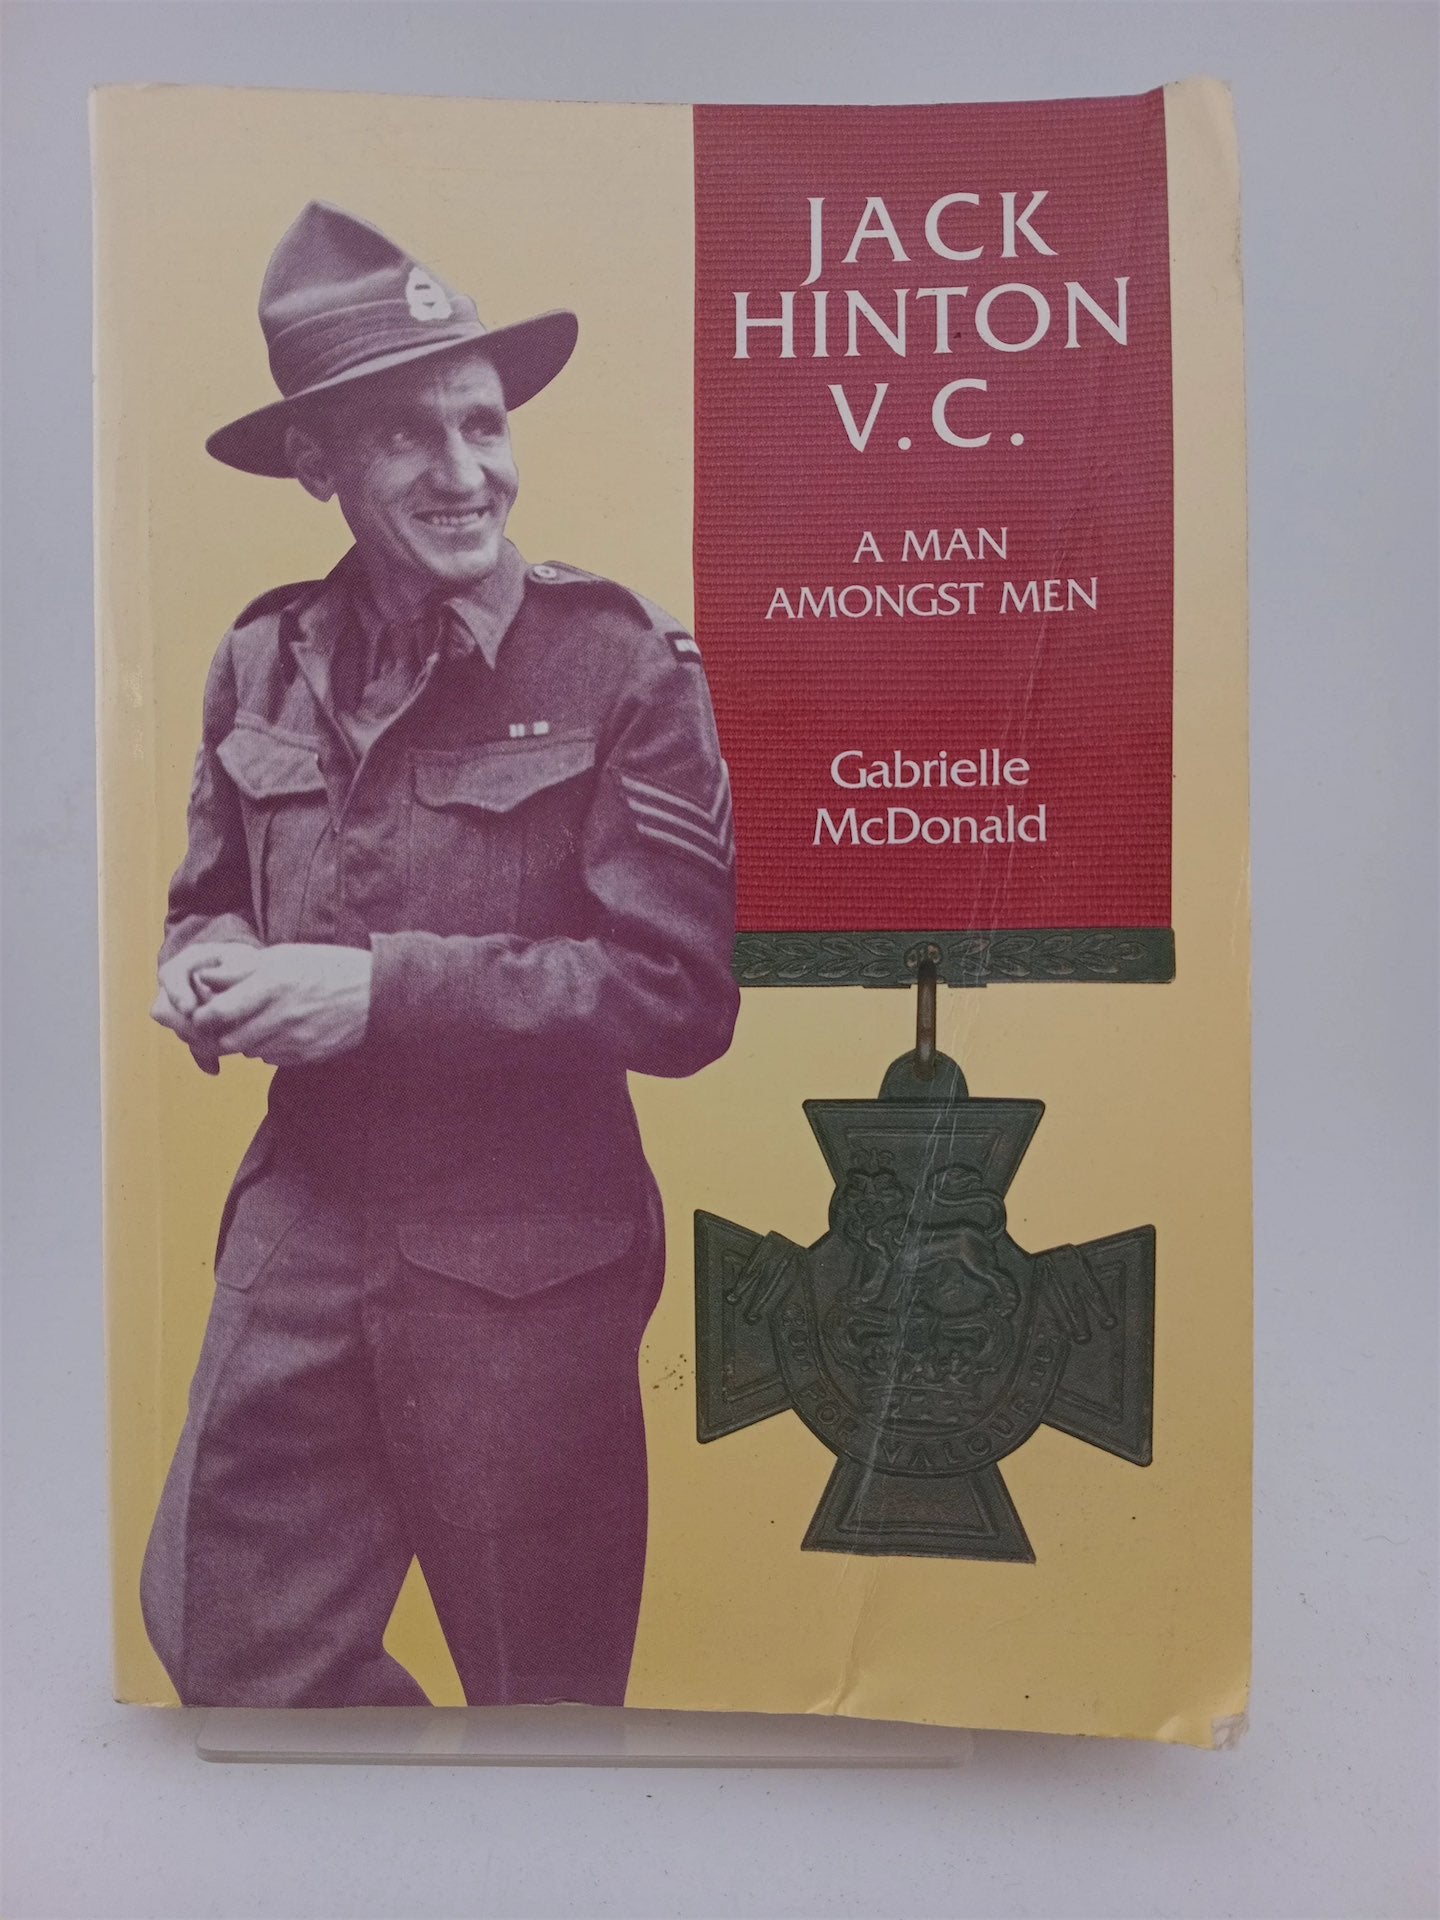 JACK
HINTON
V.C.
A MAN
AMONGST MEN
Gabrielle
McDonald
FOR VALOUR